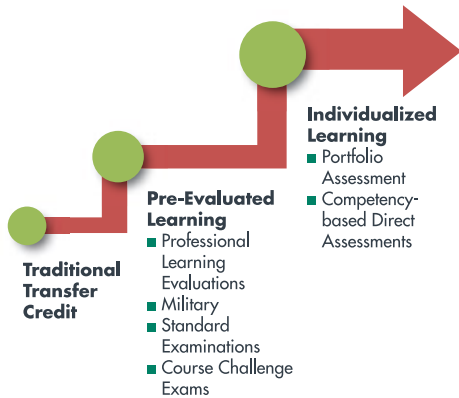 Traditional
Transfer
Credit
Pre-Evaluated
Learning
Professional
Learning
Evaluations
Military
Standard
Examinations
Course Challenge
Exams
Individualized
Learning
Portfolio
Assessment
Competency-
based Direct
Assessments